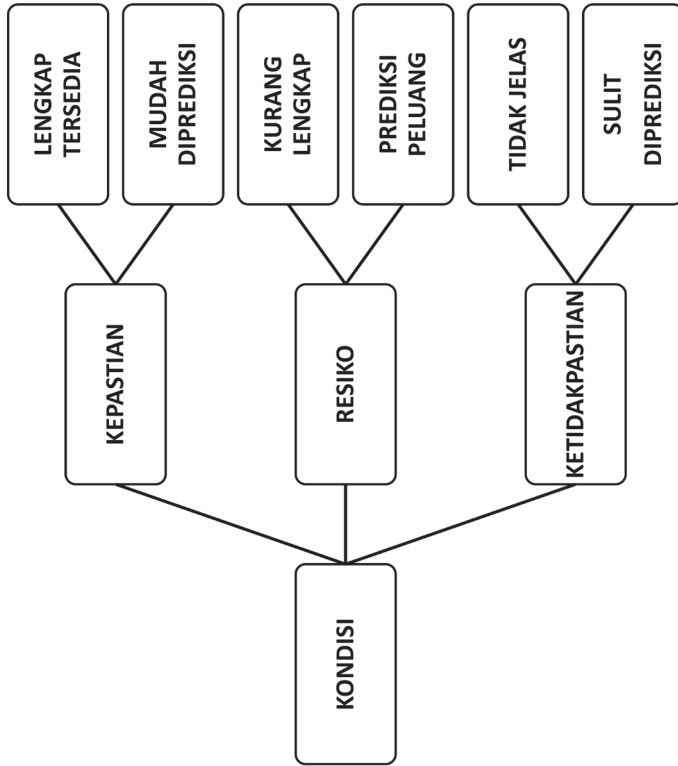 KONDISI
KEPASTIAN
RESIKO
KETIDAKPASTIAN
LENGKAP
TERSEDIA
MUDAH
DIPREDIKSI
KURANG
LENGKAP
PREDIKSI
PELUANG
TIDAK JELAS
SULIT
DIPREDIKSI